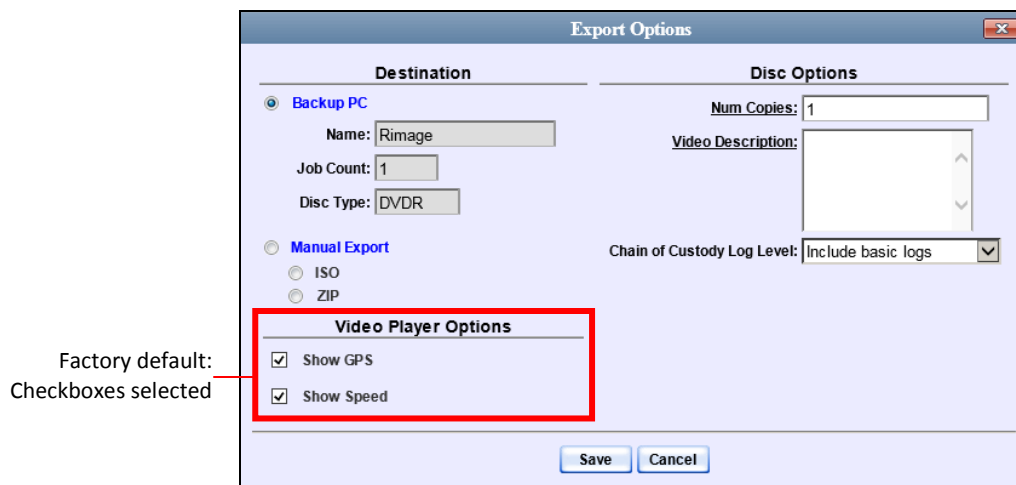 Export Options
Destination
Backup PC
Name: Rimage
Job Count: 1
Disc Type: DVDR
Manual Export
ISO
ZIP
Video Player Options
Show GPS
Show Speed
Disc Options
Num Copies: 1
Video Description:
Chain of Custody Log Level: Include basic logs
Save Cancel
Factory default:
Checkboxes selected